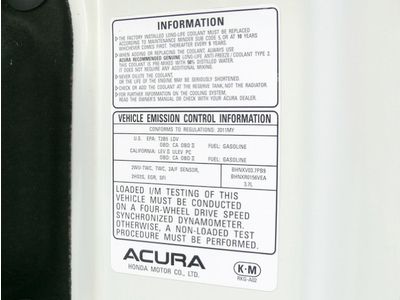 INFORMATION
THE FACTORY INSTALLED LONG-LIFE COOLANT MUST BE REPLACED
ACCORDING TO MAINTENANCE MINDER SUB CODE 5, OR AT 10 YEARS
WHICHEVER COMES FIRST, THEREAFTER EVERY 5 YEARS.
WHEN ADDING OR REPLACING THE COOLANT, ALWAYS USE
ACURA RECOMMENDED GENUINE LONG-LIFE ANTI-FREEZE / COOLANT TYPE 2.
THIS COOLANT IS PRE-MIXED WITH 50% DISTILLED WATER.
IT DOES NOT REQUIRE ANY ADDITIONAL MIXING.
NEVER DILUTE THE COOLANT,
OR THE LIFE OF THE ENGINE MAY BE SERIOUSLY SHORTENED.
CHECK OR ADD THE COOLANT AT THE RESERVE TANK, NOT THE RADIATOR.
FOR FURTHER INFORMATION ON THE COOLING SYSTEM,
READ THE OWNER'S MANUAL OR CHECK WITH YOUR ACURA DEALER.
VEHICLE EMISSION CONTROL INFORMATION
CONFORMS TO REGULATIONS: 2011MY
U.S. EPA: T2B5 LDV
OBD: CA OBD II FUEL: GASOLINE
CALIFORNIA: LEV II ULEV PC
OBD: CA OBD II FUEL: GASOLINE
2WU-TWC, TWC, 2A/F SENSOR, BHNXV03.7PB9
2HO2S, EGR, SFI BHNXR0156VEA
3.7L
LOADED I/M TESTING OF THIS
VEHICLE MUST BE CONDUCTED
ON A FOUR-WHEEL DRIVE SPEED
SYNCHRONIZED DYNAMOMETER.
OTHERWISE, A NON-LOADED TEST
PROCEDURE MUST BE PERFORMED.
ACURA
HONDA MOTOR CO., LTD.
K-M
RKG-A02